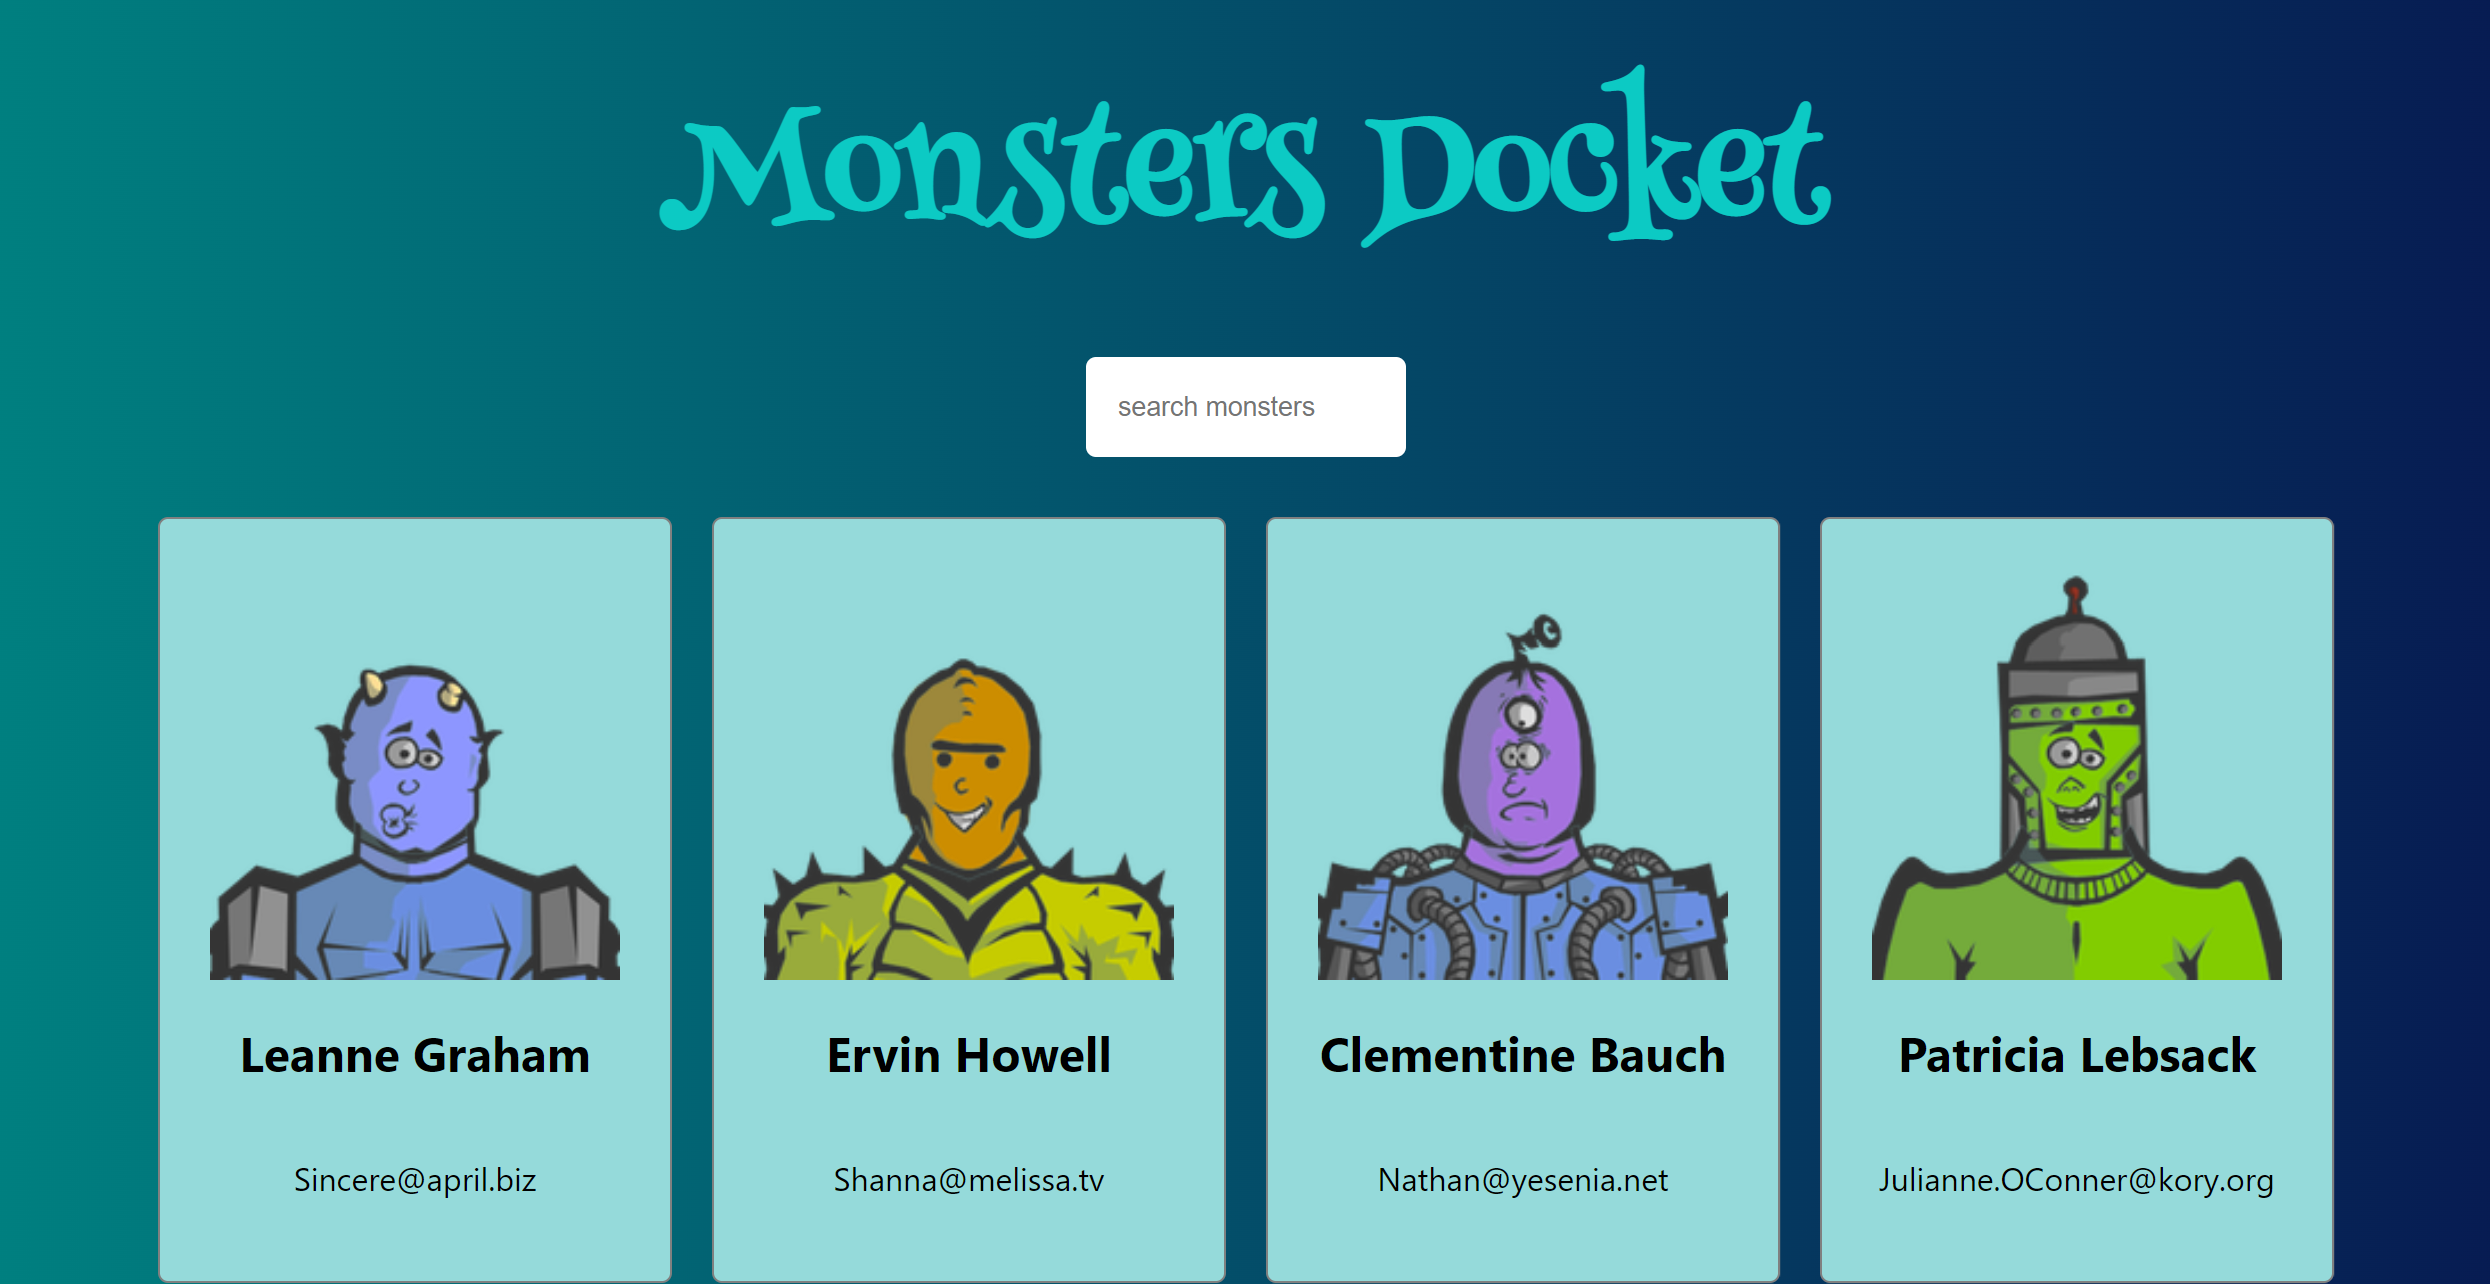 Monsters Docket
search monsters
Leanne Graham
Sincere@april.biz
Ervin Howell
Shanna@melissa.tv
Clementine Bauch
Nathan@yesenia.net
Patricia Lebsack
Julianne.OConner@kory.org